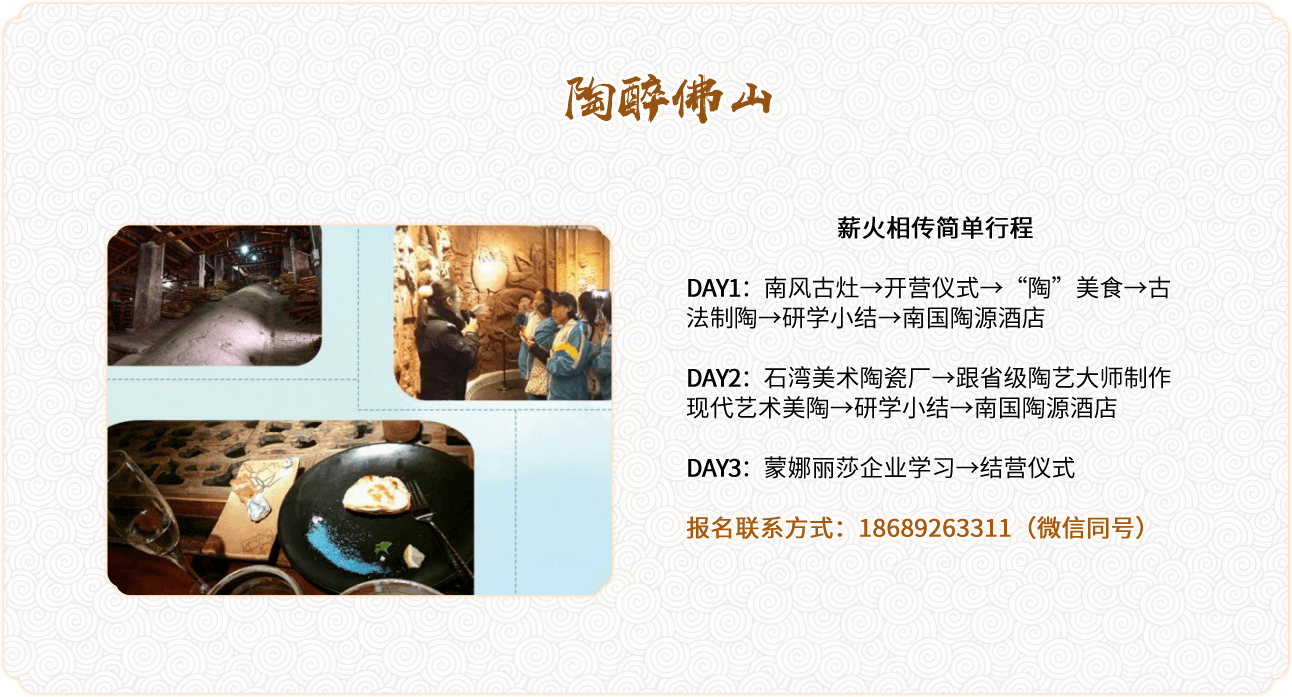 陶醉佛山
薪火相传简单行程
DAY1：南风古灶→开营仪式→“陶”美食→古
法制陶→研学小结→南国陶源酒店
DAY2：石湾美术陶瓷厂→跟省级陶艺大师制作
现代艺术美陶→研学小结→南国陶源酒店
DAY3：蒙娜丽莎企业学习→结营仪式
报名联系方式：18689263311（微信同号）